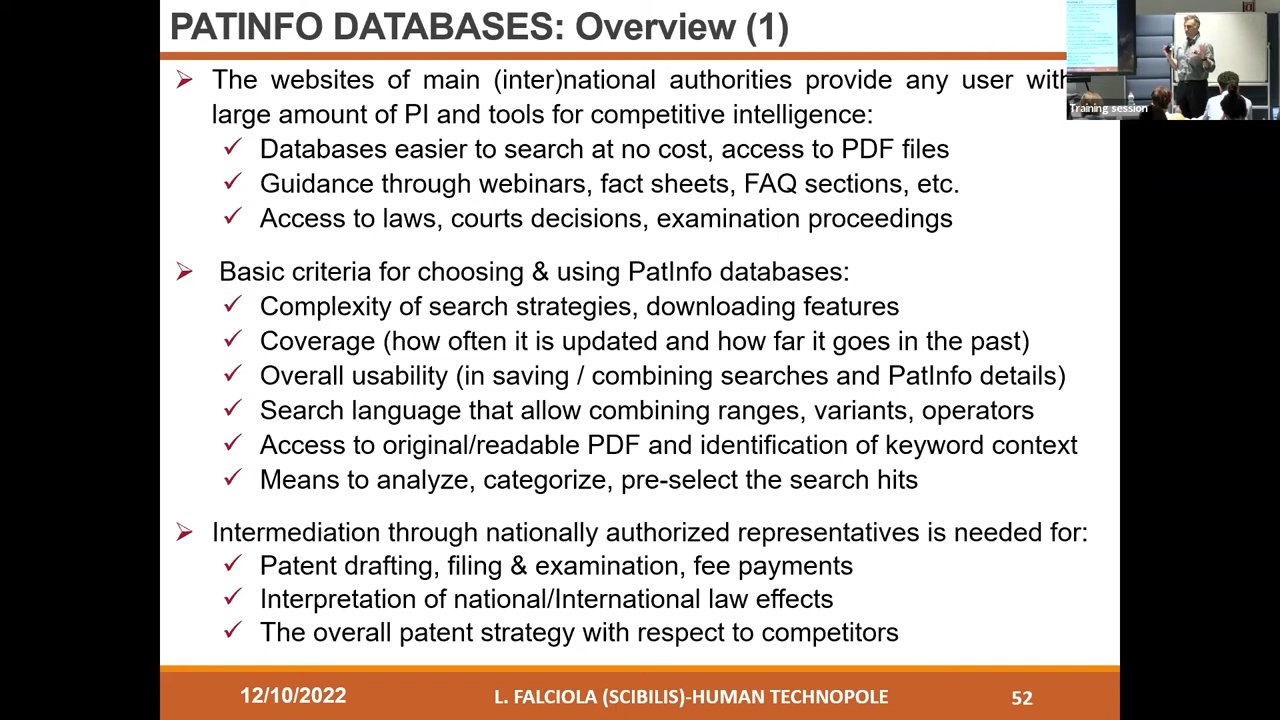 PATINFO DATABASES: Overview (1)
The websites of main (inter)national authorities provide any user with
large amount of PI and tools for competitive intelligence:
Databases easier to search at no cost, access to PDF files
Guidance through webinars, fact sheets, FAQ sections, etc.
Access to laws, courts decisions, examination proceedings
Basic criteria for choosing & using PatInfo databases:
Complexity of search strategies, downloading features
Coverage (how often it is updated and how far it goes in the past)
Overall usability (in saving / combining searches and PatInfo details)
Search language that allow combining ranges, variants, operators
Access to original/readable PDF and identification of keyword context
Means to analyze, categorize, pre-select the search hits
Intermediation through nationally authorized representatives is needed for:
Patent drafting, filing & examination, fee payments
Interpretation of national/International law effects
The overall patent strategy with respect to competitors
12/10/2022
L. FALCIOLA (SCIBILIS)-HUMAN TECHNOPOLE
52
Training session